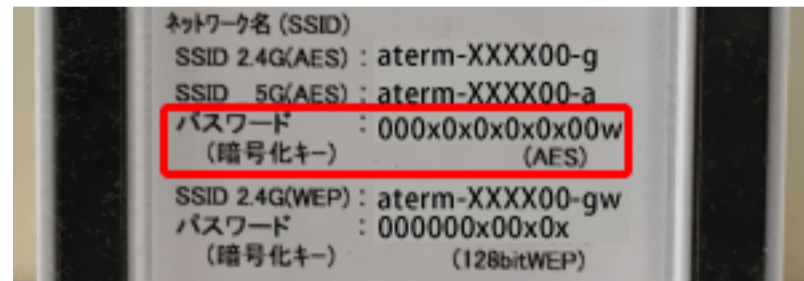 ネットワーク名 (SSID)
SSID 2.4G(AES) : aterm-XXXX00-g
SSID 5G(AES) : aterm-XXXX00-a
パスワード : 000x0x0x0x0x00w
(暗号化キー) (AES)
SSID 2.4G(WEP) : aterm-XXXX00-gw
パスワード : 000000x00x0x
(暗号化キー) (128bitWEP)